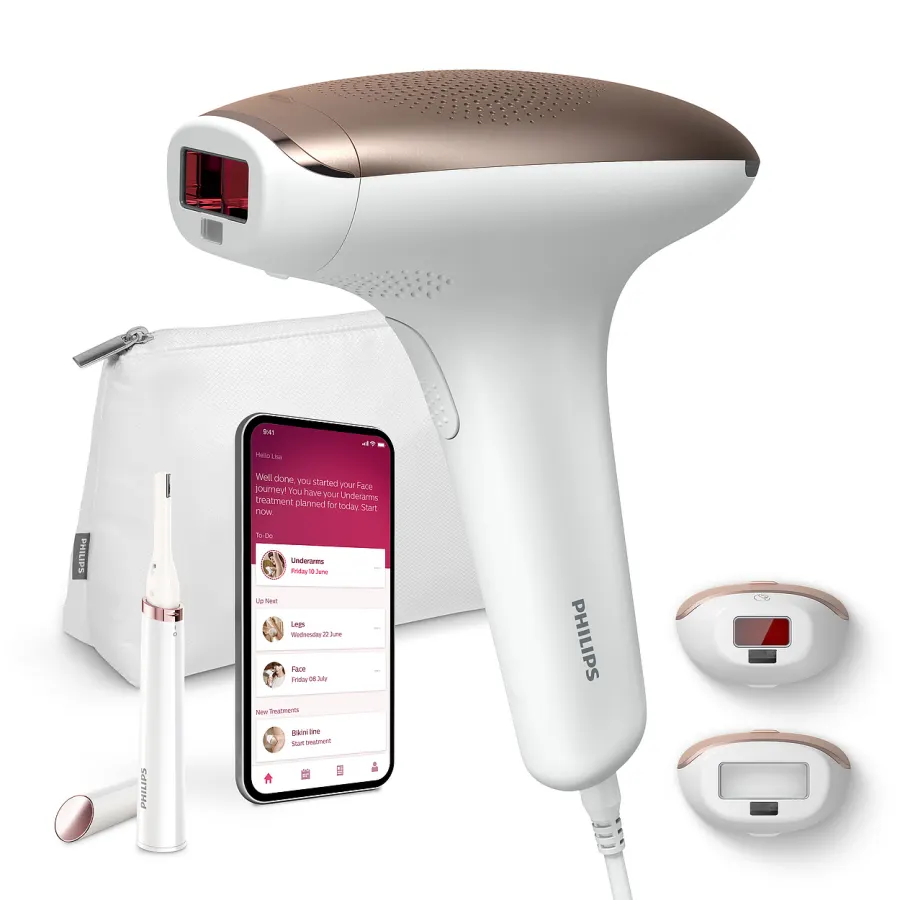 9:41
Hello Lisa
Well done, you started your Face
journey! You have your Underarms
treatment planned for today. Start
now.
To-Do
Underarms
Friday 10 June
Up Next
Legs
Wednesday 22 June
Face
Friday 08 July
New Treatments
Bikini line
Start treatment
PHILIPS
PHILIPS
PHILIPS